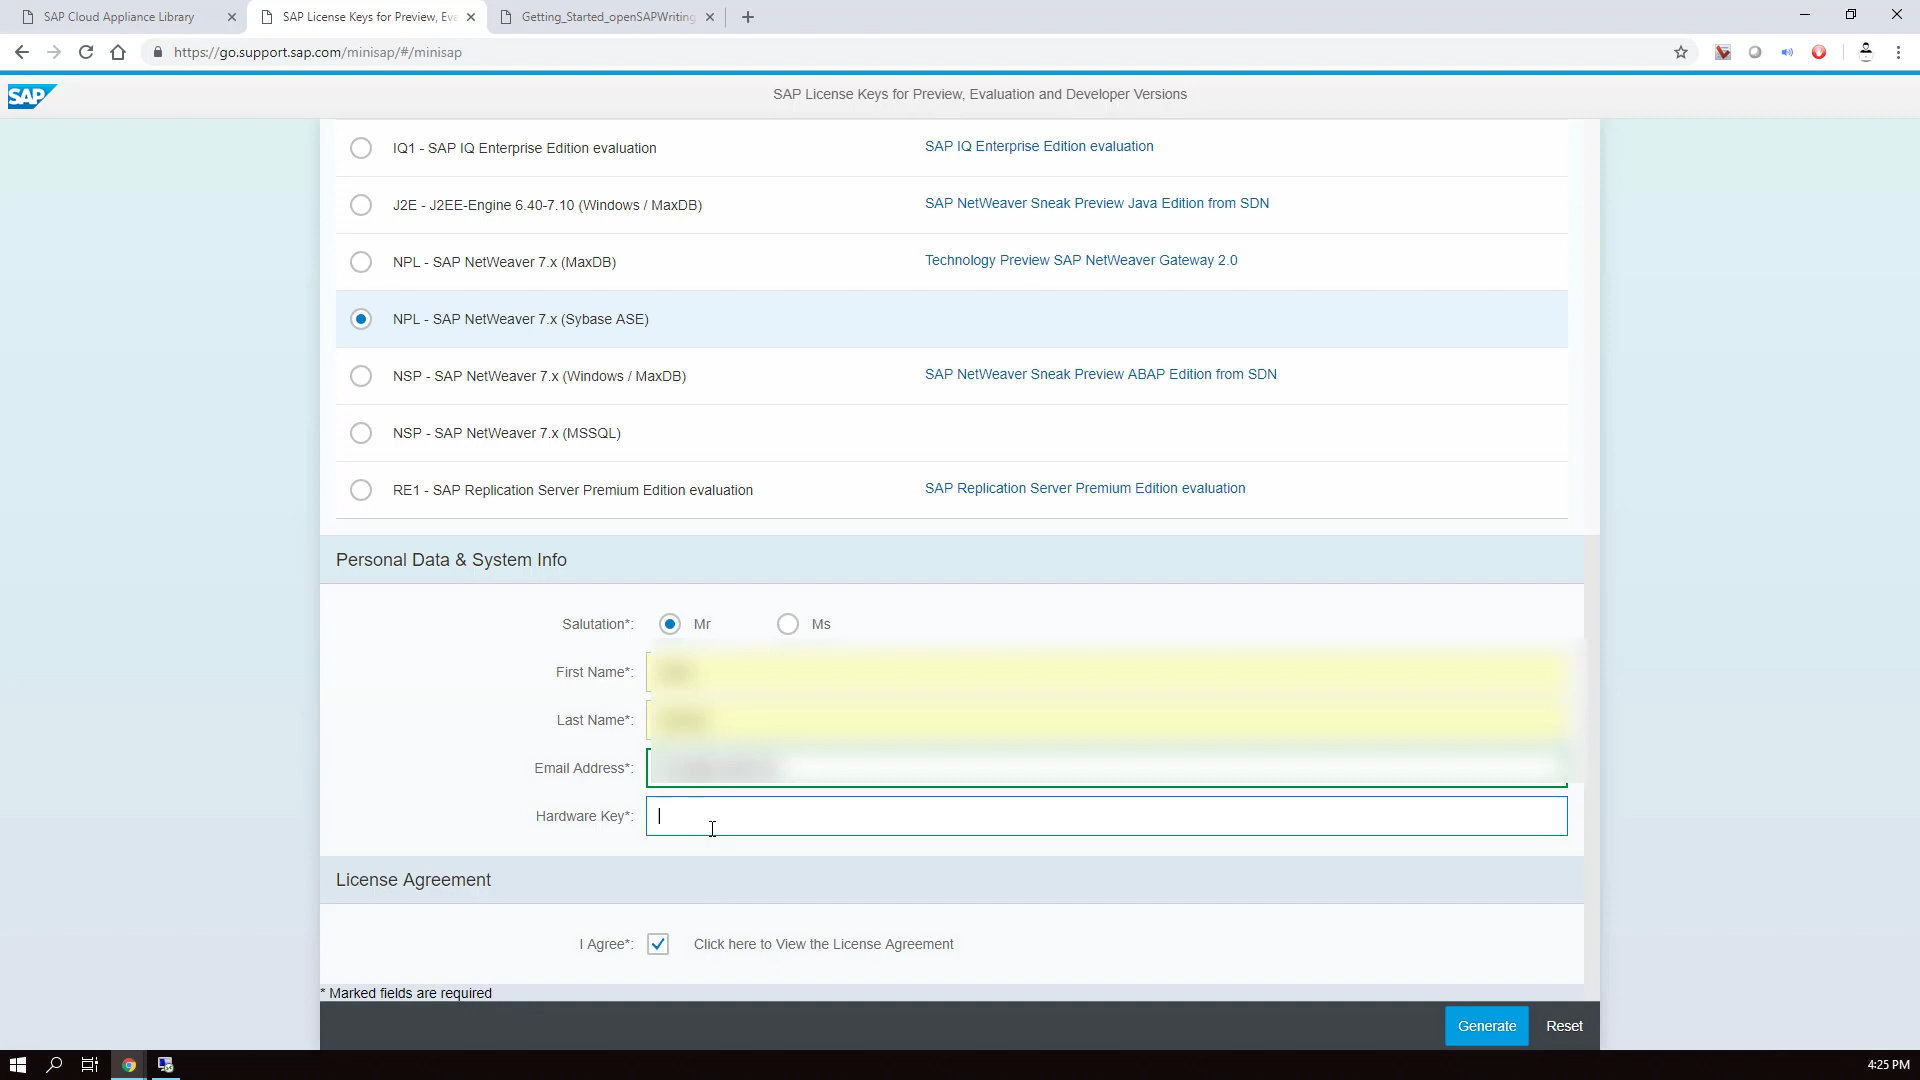 SAP Cloud Appliance Library
SAP License Keys for Preview, Eva
Getting_Started_openSAPWriting
https://go.support.sap.com/minisap/#/minisap
SAP
SAP License Keys for Preview, Evaluation and Developer Versions
IQ1 - SAP IQ Enterprise Edition evaluation
SAP IQ Enterprise Edition evaluation
J2E - J2EE-Engine 6.40-7.10 (Windows / MaxDB)
SAP NetWeaver Sneak Preview Java Edition from SDN
NPL - SAP NetWeaver 7.x (MaxDB)
Technology Preview SAP NetWeaver Gateway 2.0
NPL - SAP NetWeaver 7.x (Sybase ASE)
NSP - SAP NetWeaver 7.x (Windows / MaxDB)
SAP NetWeaver Sneak Preview ABAP Edition from SDN
NSP - SAP NetWeaver 7.x (MSSQL)
RE1 - SAP Replication Server Premium Edition evaluation
SAP Replication Server Premium Edition evaluation
Personal Data & System Info
Salutation*: Mr Ms
First Name*:
Last Name*:
Email Address*:
Hardware Key*:
License Agreement
I Agree*: Click here to View the License Agreement
* Marked fields are required
Generate Reset
4:25 PM